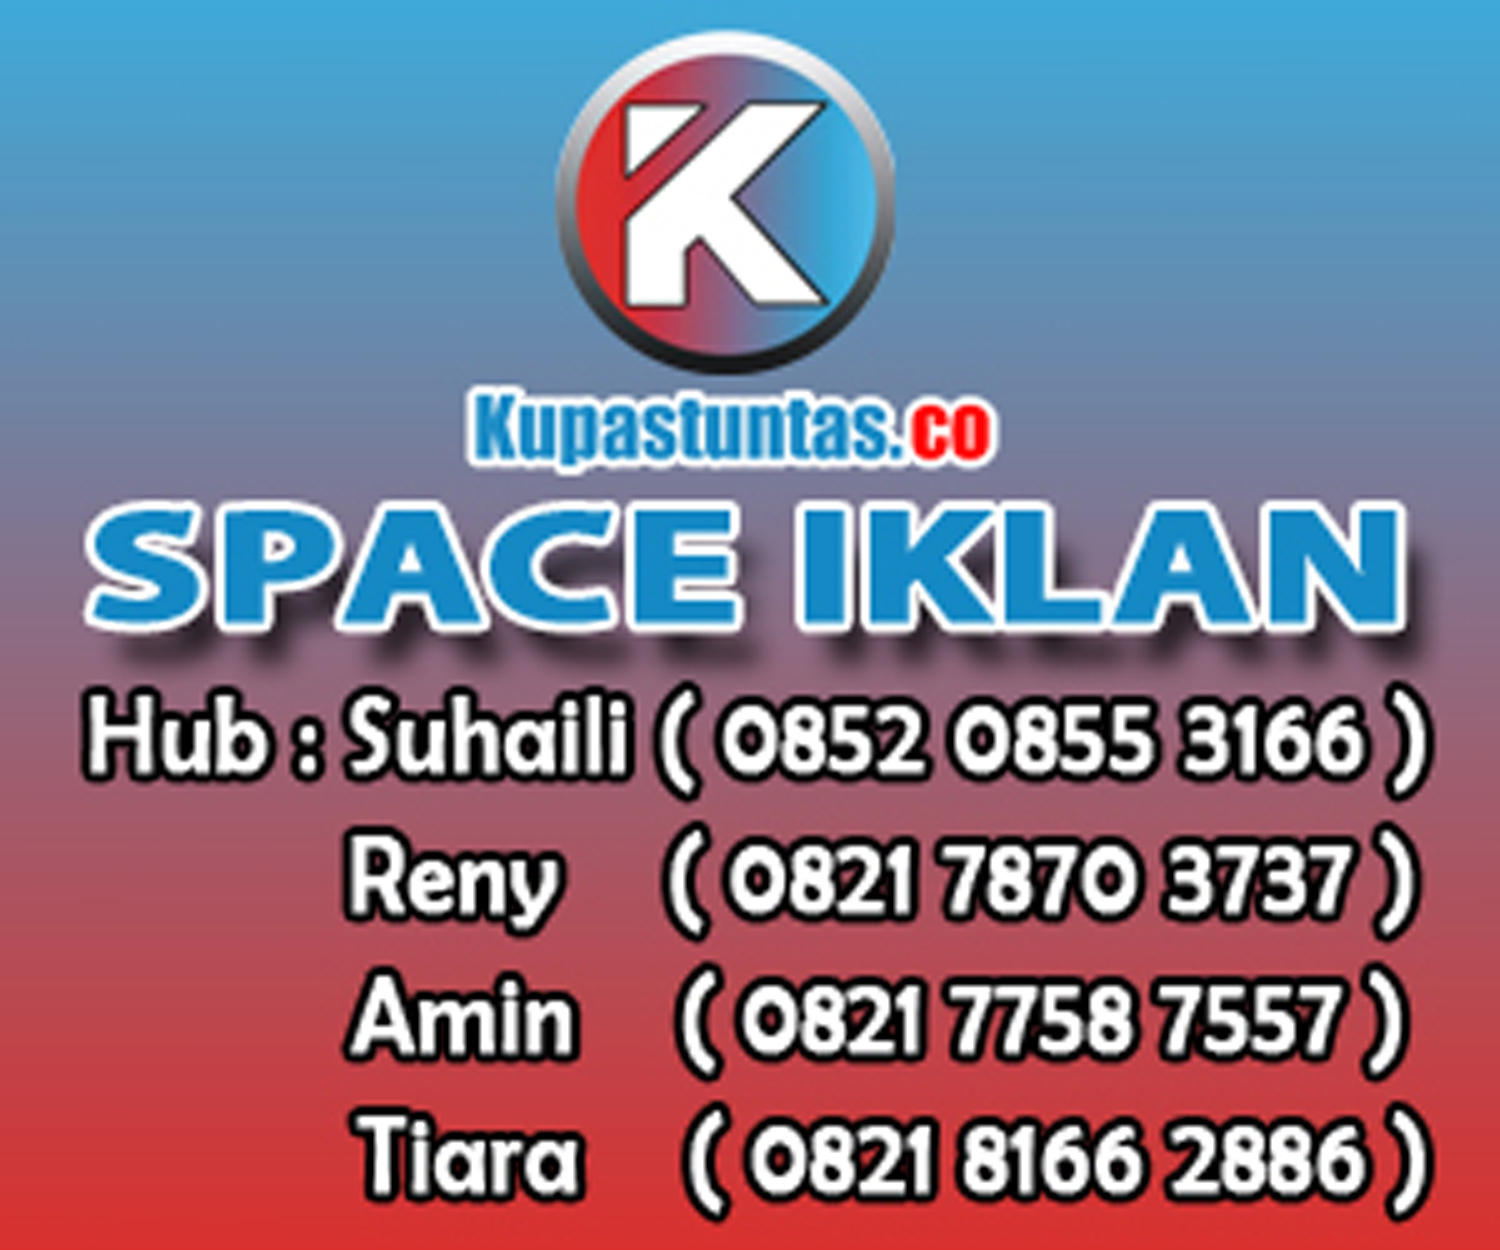 K
Kupastuntas.co
SPACE IKLAN
Hub : Suhaili ( 0852 0855 3166 )
Reny ( 0821 7870 3737 )
Amin ( 0821 7758 7557 )
Tiara ( 0821 8166 2886 )